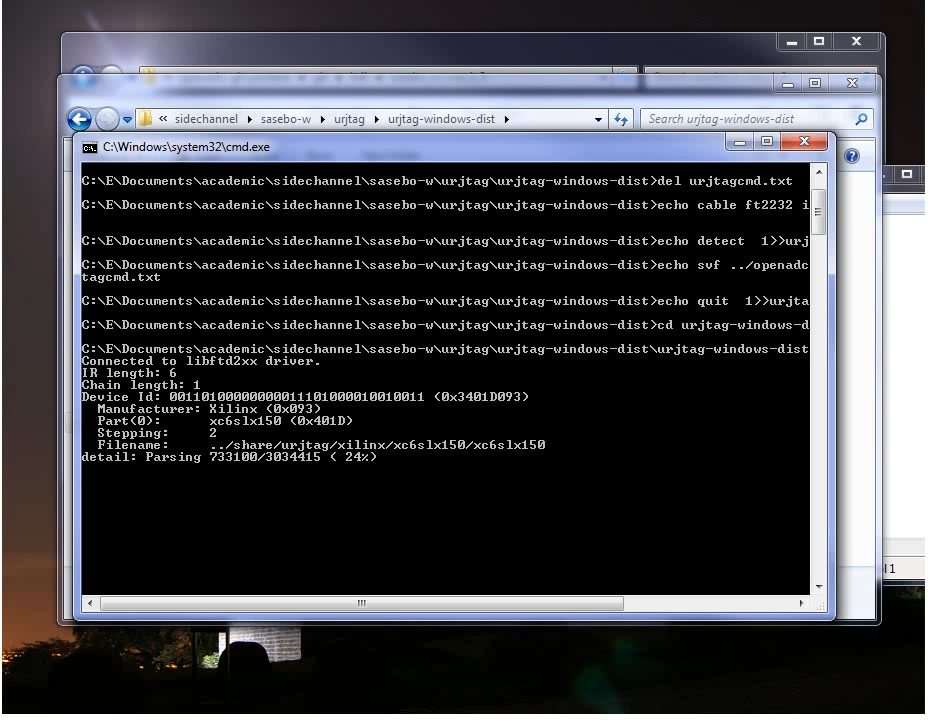 « sidechannel sasebo-w urjtag urjtag-windows-dist Search urjtag-windows-dist
C:\Windows\system32\cmd.exe
C:\E\Documents\academic\sidechannel\sasebo-w\urjtag\urjtag-windows-dist>del urjtagcmd.txt
C:\E\Documents\academic\sidechannel\sasebo-w\urjtag\urjtag-windows-dist>echo cable ft2232 i
C:\E\Documents\academic\sidechannel\sasebo-w\urjtag\urjtag-windows-dist>echo detect  1>>urj
C:\E\Documents\academic\sidechannel\sasebo-w\urjtag\urjtag-windows-dist>echo svf ../openadc
tagcmd.txt
C:\E\Documents\academic\sidechannel\sasebo-w\urjtag\urjtag-windows-dist>echo quit  1>>urjta
C:\E\Documents\academic\sidechannel\sasebo-w\urjtag\urjtag-windows-dist>cd urjtag-windows-d
C:\E\Documents\academic\sidechannel\sasebo-w\urjtag\urjtag-windows-dist\urjtag-windows-dist
Connected to libftd2xx driver.
IR length: 6
Chain length: 1
Device Id: 00110100000000011101000010010011 (0x3401D093)
Manufacturer: Xilinx (0x093)
Part(0): xc6slx150 (0x401D)
Stepping: 2
Filename: ../share/urjtag/xilinx/xc6slx150/xc6slx150
detail: Parsing 733100/3034415 ( 24%)